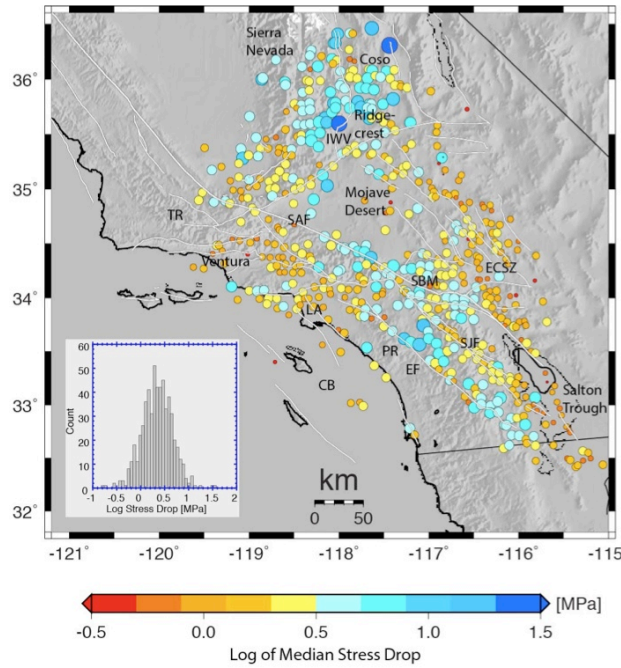 36°
35°
34°
33°
32°
Sierra
Nevada
Coso
Ridge-
crest
IWV
Mojave
Desert
TR
SAF
Ventura
SBM
ECSZ
LA
PR
SJF
EF
CB
Salton
Trough
60
50
40
30
20
10
0
Count
-1 -0.5 0 0.5 1 1.5 2
Log Stress Drop [MPa]
km
0 50
-121° -120° -119° -118° -117° -116° -115
[MPa]
-0.5 0.0 0.5 1.0 1.5
Log of Median Stress Drop